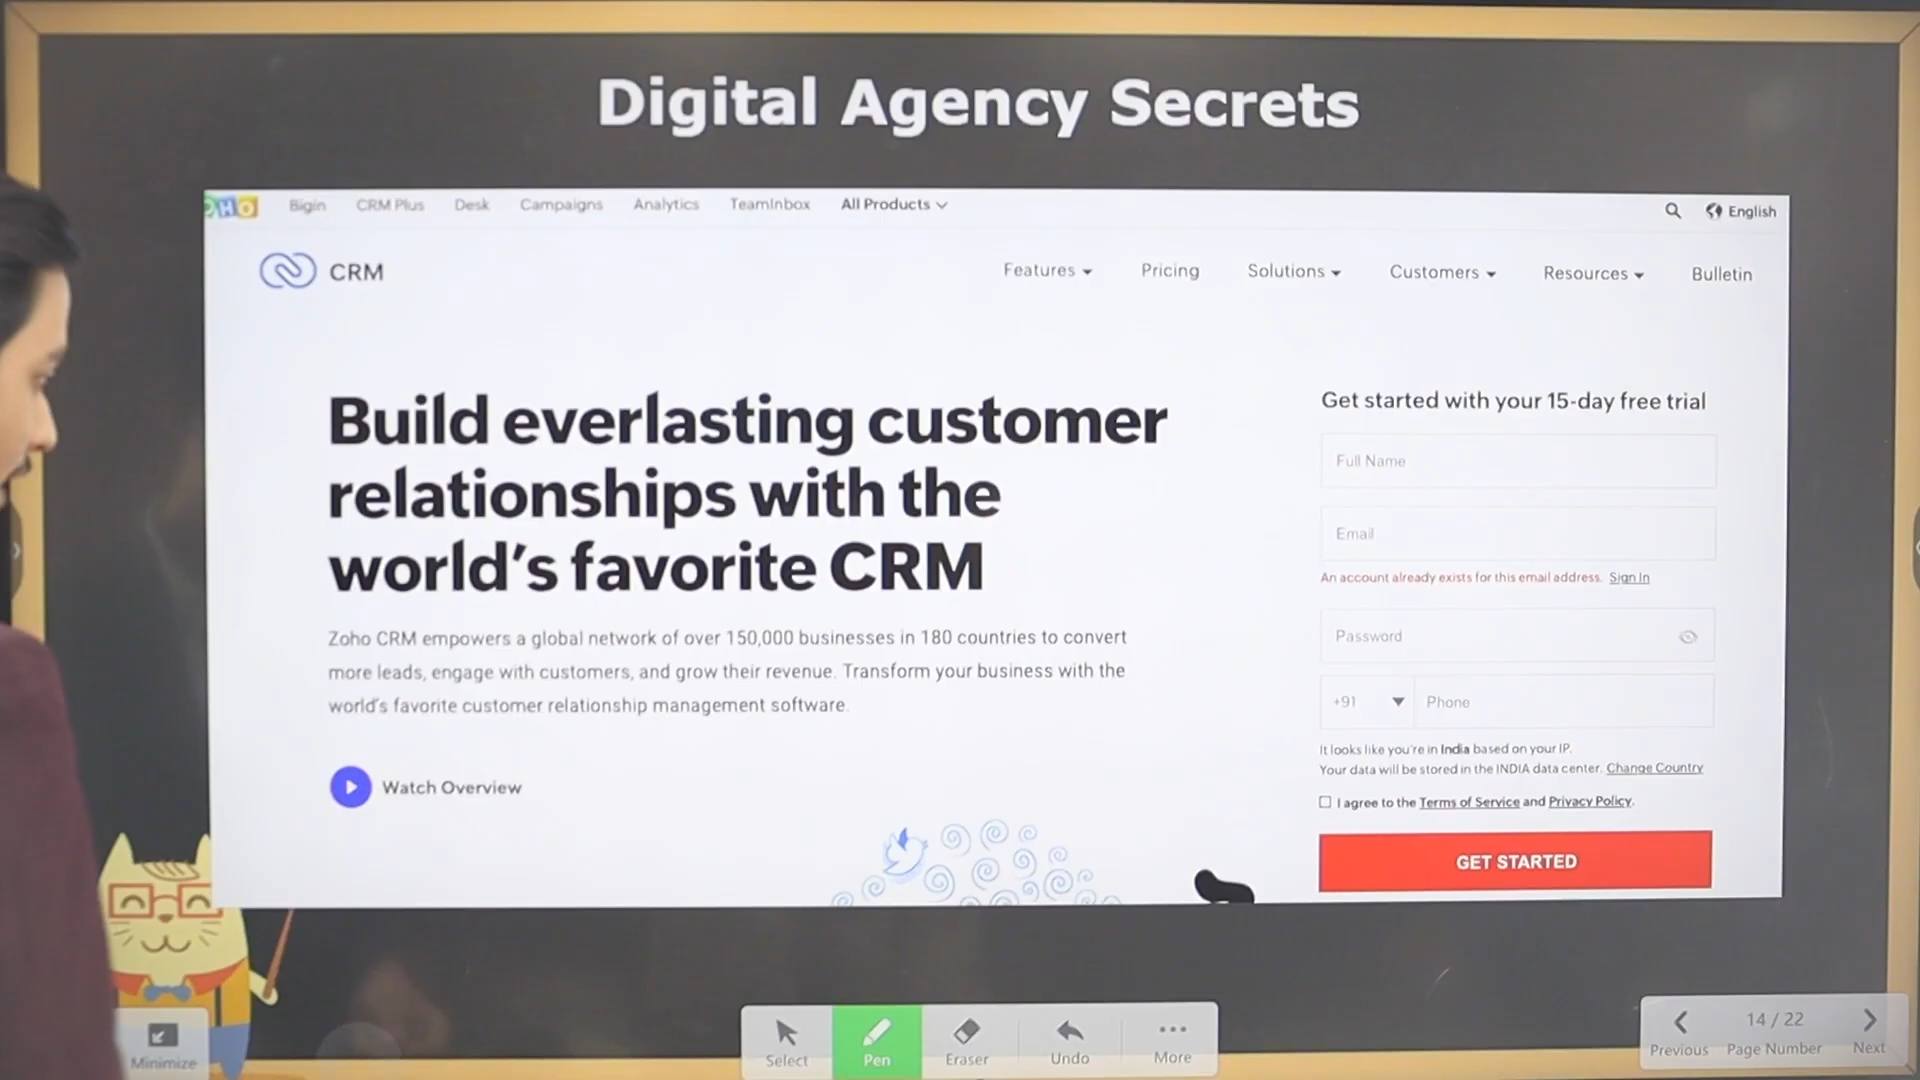 Digital Agency Secrets
OHO Bigin CRM Plus Desk Campaigns Analytics TeamInbox All Products English
CRM Features Pricing Solutions Customers Resources Bulletin
Build everlasting customer
relationships with the
world's favorite CRM
Zoho CRM empowers a global network of over 150,000 businesses in 180 countries to convert
more leads, engage with customers, and grow their revenue. Transform your business with the
world's favorite customer relationship management software.
Watch Overview
Get started with your 15-day free trial
Full Name
Email
An account already exists for this email address. Sign In
Password
+91 Phone
It looks like you're in India based on your IP.
Your data will be stored in the INDIA data center. Change Country
I agree to the Terms of Service and Privacy Policy.
GET STARTED
Minimize
Select Pen Eraser Undo More
14 / 22
Previous Page Number Next